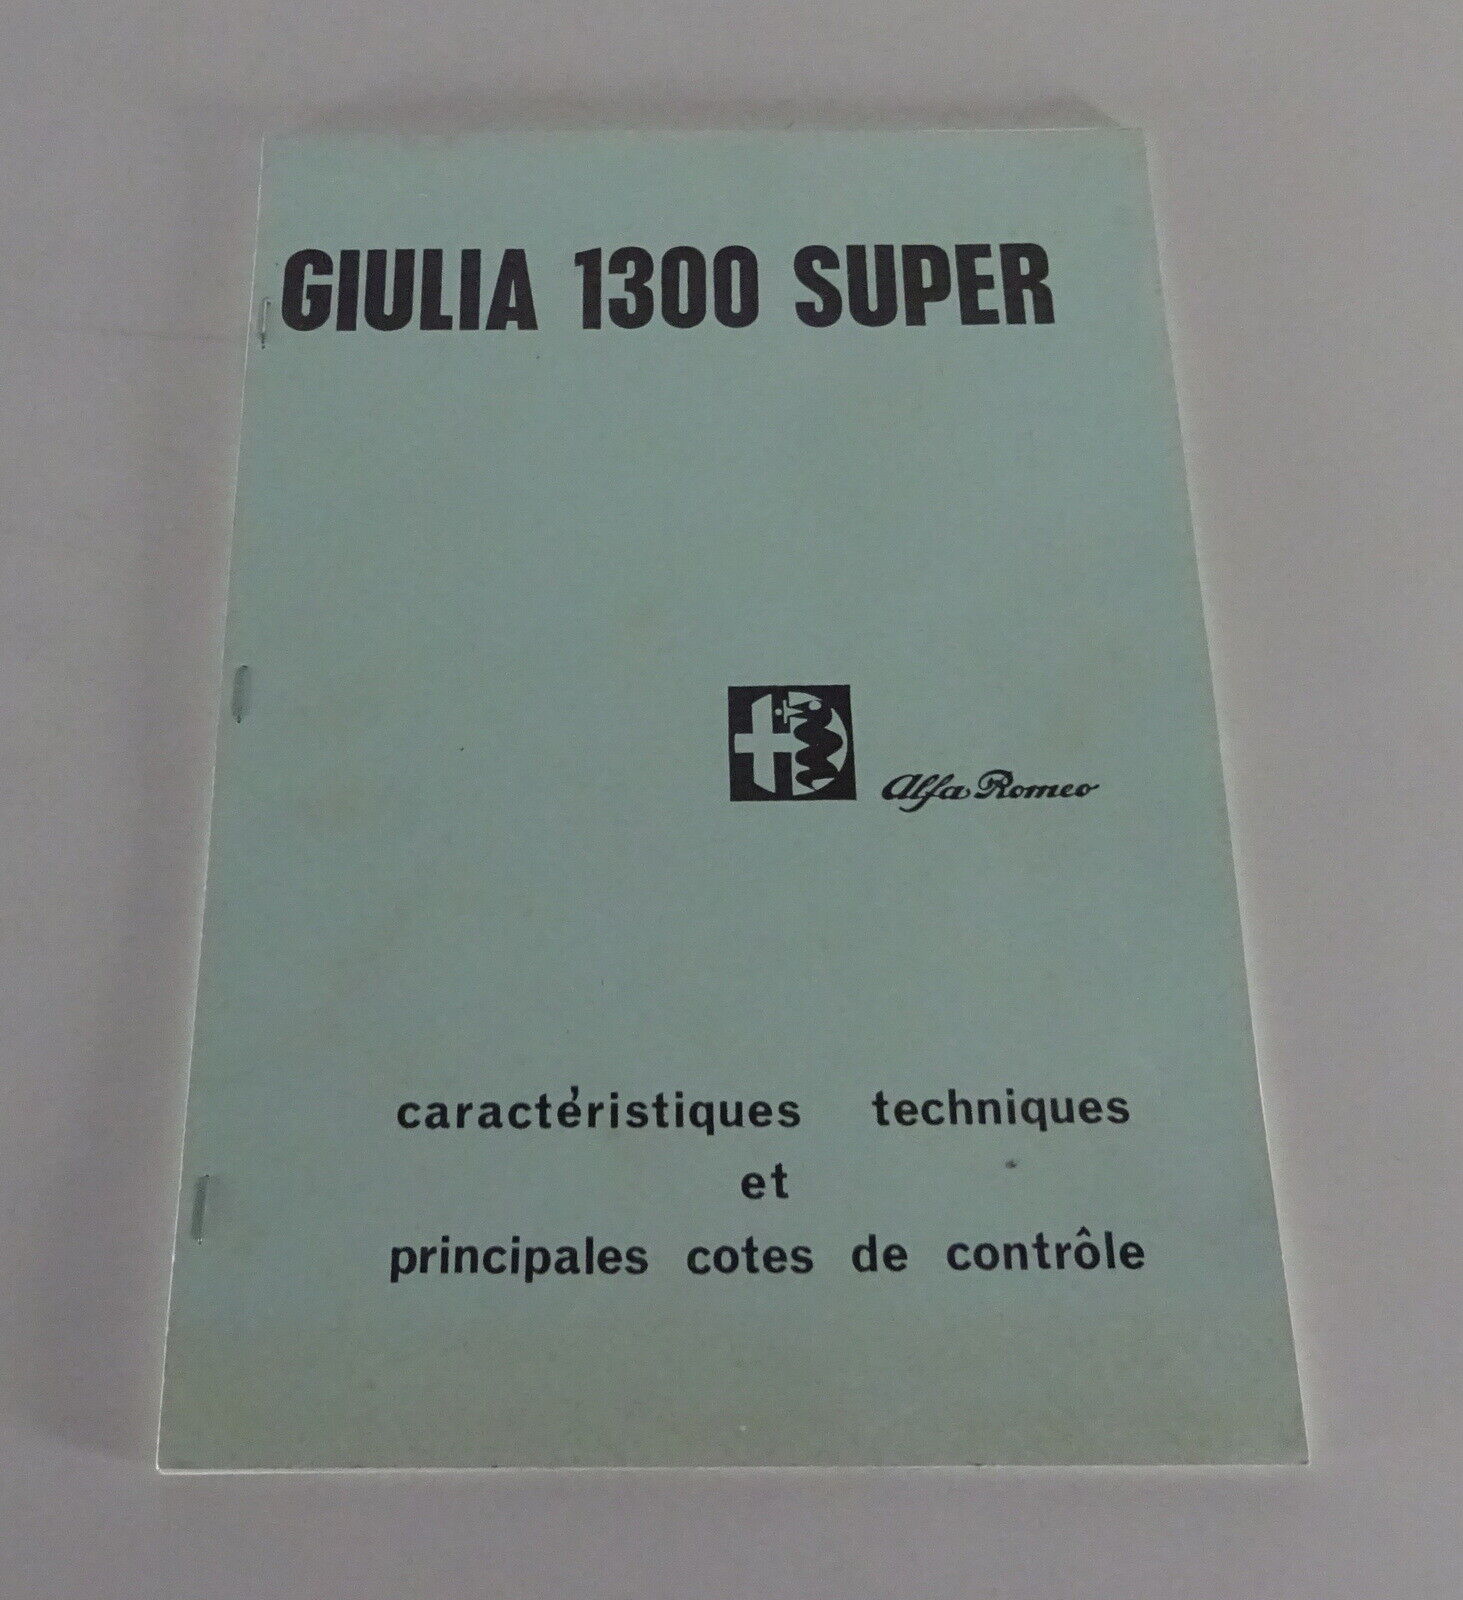 GIULIA 1300 SUPER
Alfa Romeo
caractéristiques techniques
et
principales cotes de contrôle